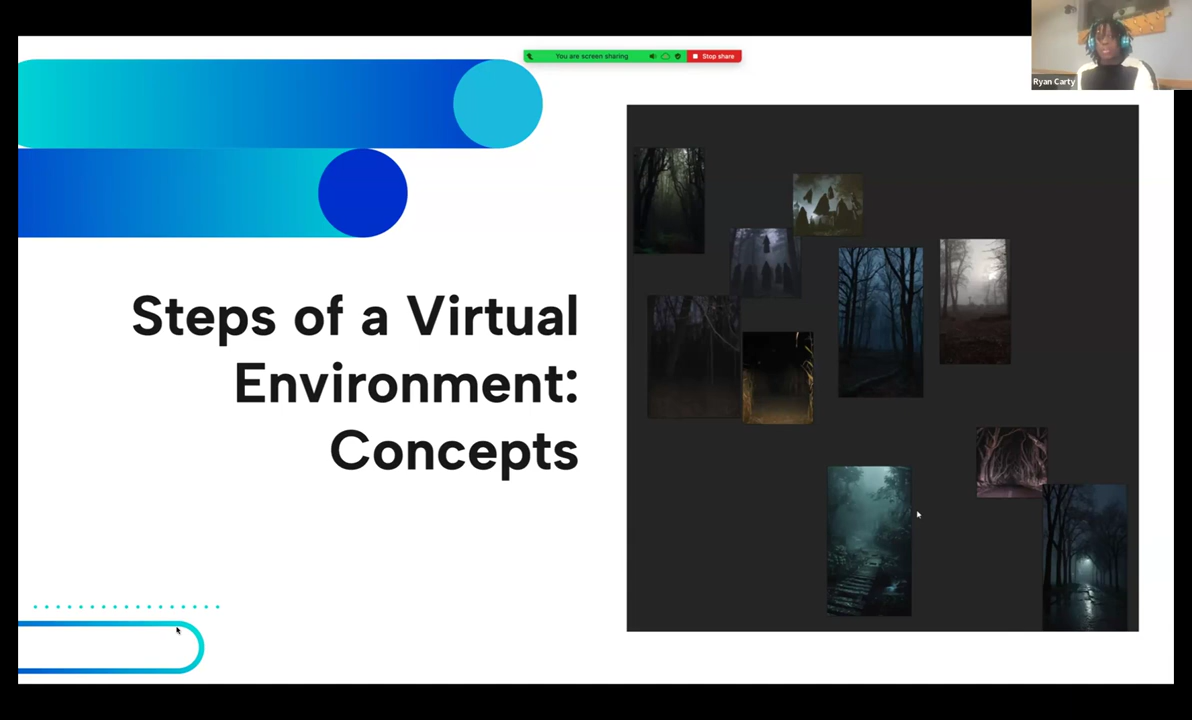 You are screen sharing
Stop share
Ryan Carty
Steps of a Virtual
Environment:
Concepts